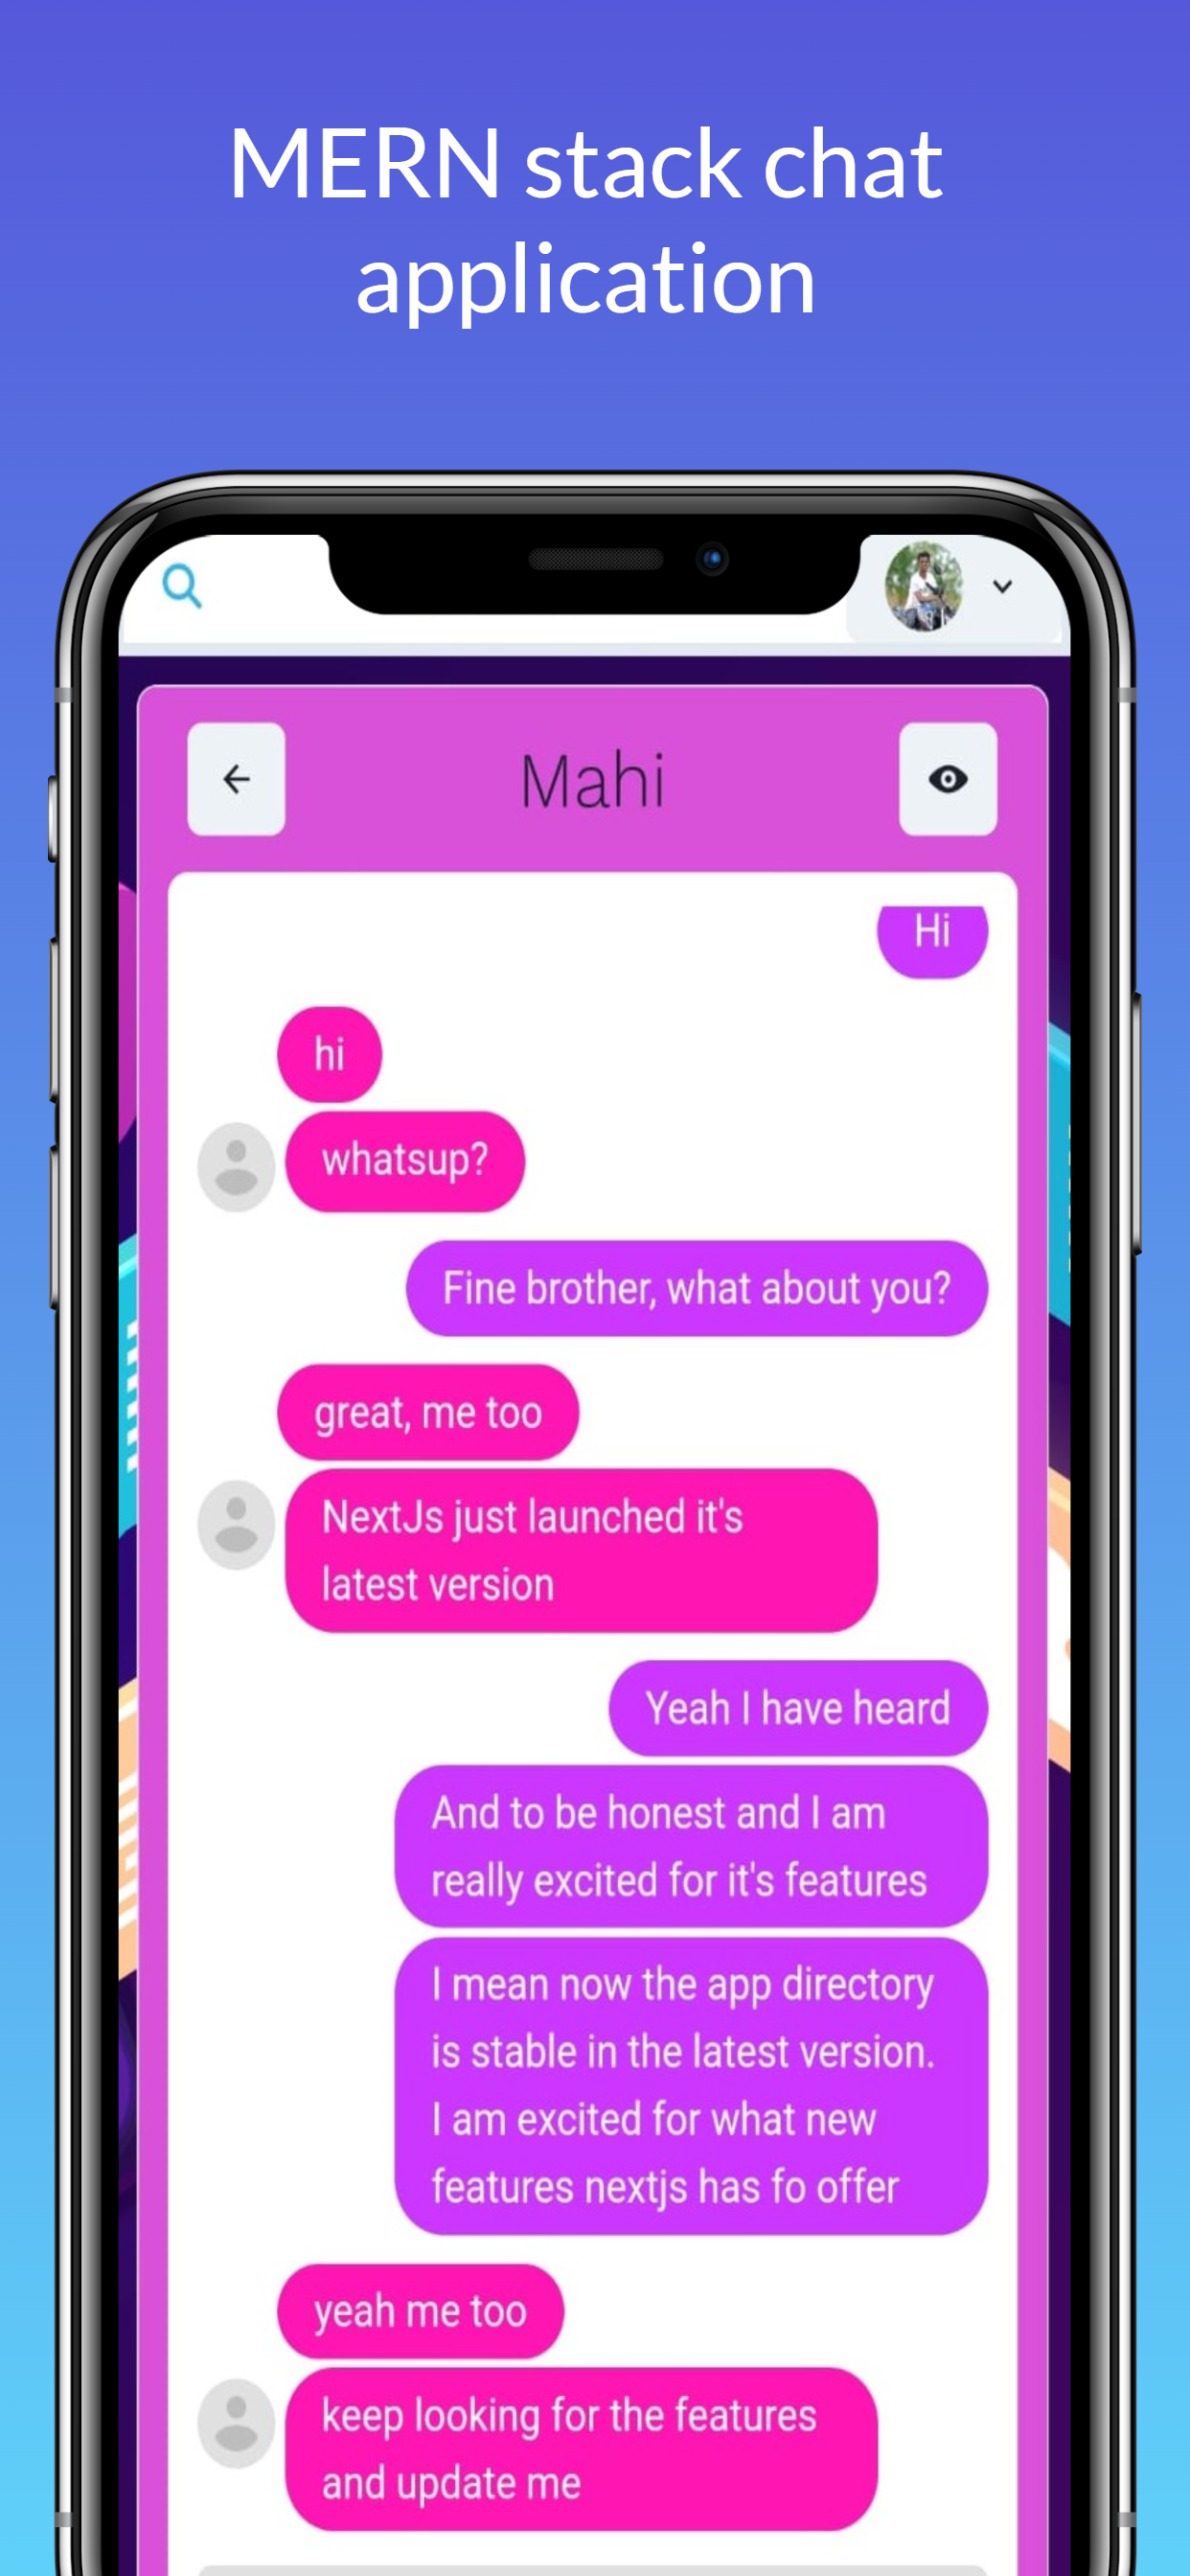 MERN stack chat
application
Mahi
Hi
hi
whatsup?
Fine brother, what about you?
great, me too
NextJs just launched it's
latest version
Yeah I have heard
And to be honest and I am
really excited for it's features
I mean now the app directory
is stable in the latest version.
I am excited for what new
features nextjs has fo offer
yeah me too
keep looking for the features
and update me